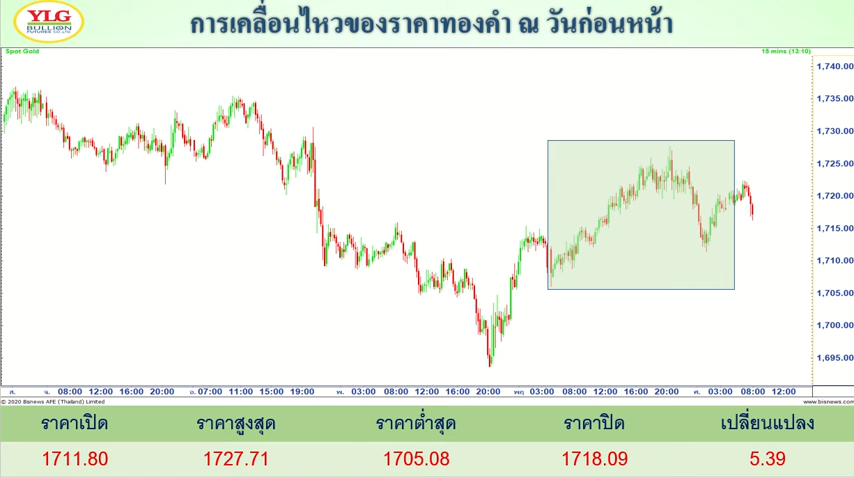 YLG
BULLION
FUTURES CO.,LTD.
การเคลื่อนไหวของราคาทองคำ ณ วันก่อนหน้า
Spot Gold
15 mins (13:10)
1,740.00
1,735.00
1,730.00
1,725.00
1,720.00
1,715.00
1,710.00
1,705.00
1,700.00
1,695.00
ศ. จ. 08:00 12:00 16:00 20:00 อ. 07:00 11:00 15:00 19:00 พ. 03:00 08:00 12:00 16:00 20:00 พฤ 03:00 08:00 12:00 16:00 20:00 ศ. 03:00 08:00 12:00
© 2020 Bisnews AFE (Thailand) Limited
www.bisnews.com
ราคาเปิด ราคาสูงสุด ราคาต่ำสุด ราคาปิด เปลี่ยนแปลง
1711.80 1727.71 1705.08 1718.09 5.39